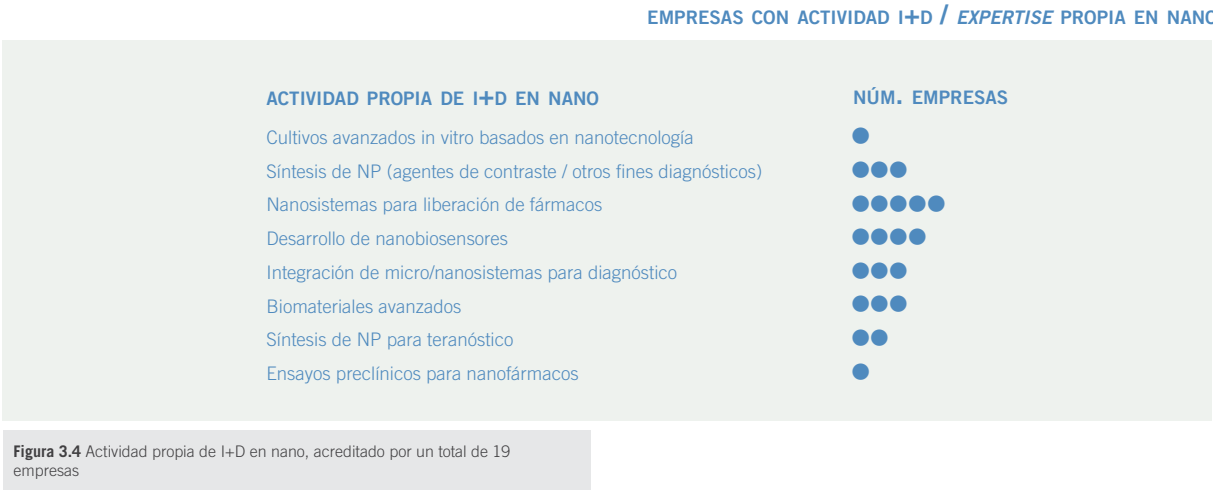 EMPRESAS CON ACTIVIDAD I+D / EXPERTISE PROPIA EN NANO
ACTIVIDAD PROPIA DE I+D EN NANO NÚM. EMPRESAS
Cultivos avanzados in vitro basados en nanotecnología
Síntesis de NP (agentes de contraste / otros fines diagnósticos)
Nanosistemas para liberación de fármacos
Desarrollo de nanobiosensores
Integración de micro/nanosistemas para diagnóstico
Biomateriales avanzados
Síntesis de NP para teranóstico
Ensayos preclínicos para nanofármacos
Figura 3.4 Actividad propia de I+D en nano, acreditado por un total de 19
empresas